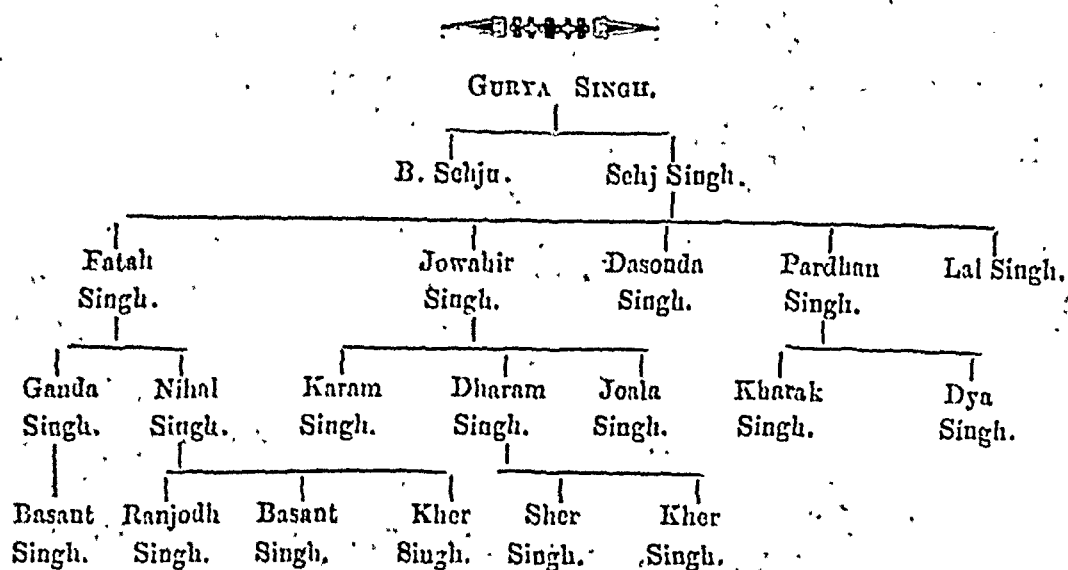 GURYA SINGH.
B. Sehju. Sehj Singh.
Fatah Jowahir Dasonda Pardhan Lal Singh.
Singh. Singh. Singh. Singh.
Ganda Nihal Karam Dharam Joala Kharak Dya
Singh. Singh. Singh. Singh. Singh. Singh. Singh.
Basant Ranjodh Basant Kher Sher Kher
Singh. Singh. Singh. Singh. Singh. Singh.